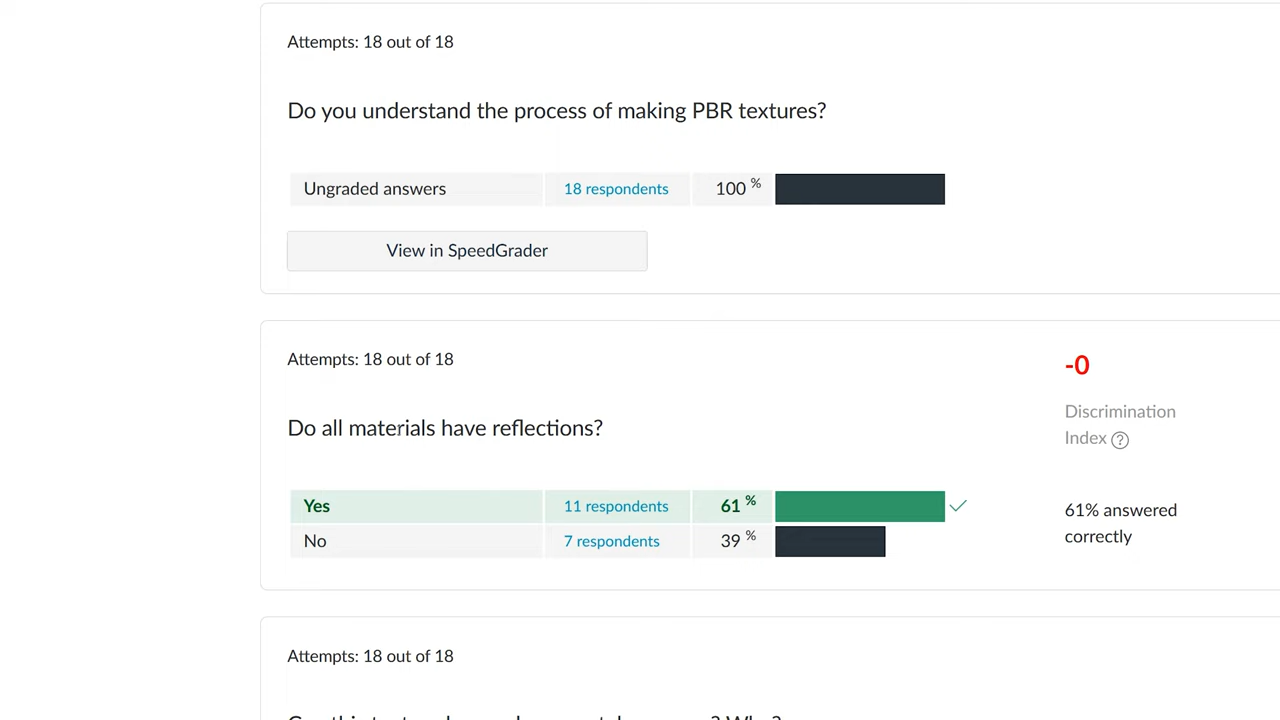 Attempts: 18 out of 18
Do you understand the process of making PBR textures?
Ungraded answers 18 respondents 100 %
View in SpeedGrader
Attempts: 18 out of 18
-0
Discrimination
Index ?
Do all materials have reflections?
Yes 11 respondents 61 %
No 7 respondents 39 %
61% answered
correctly
Attempts: 18 out of 18